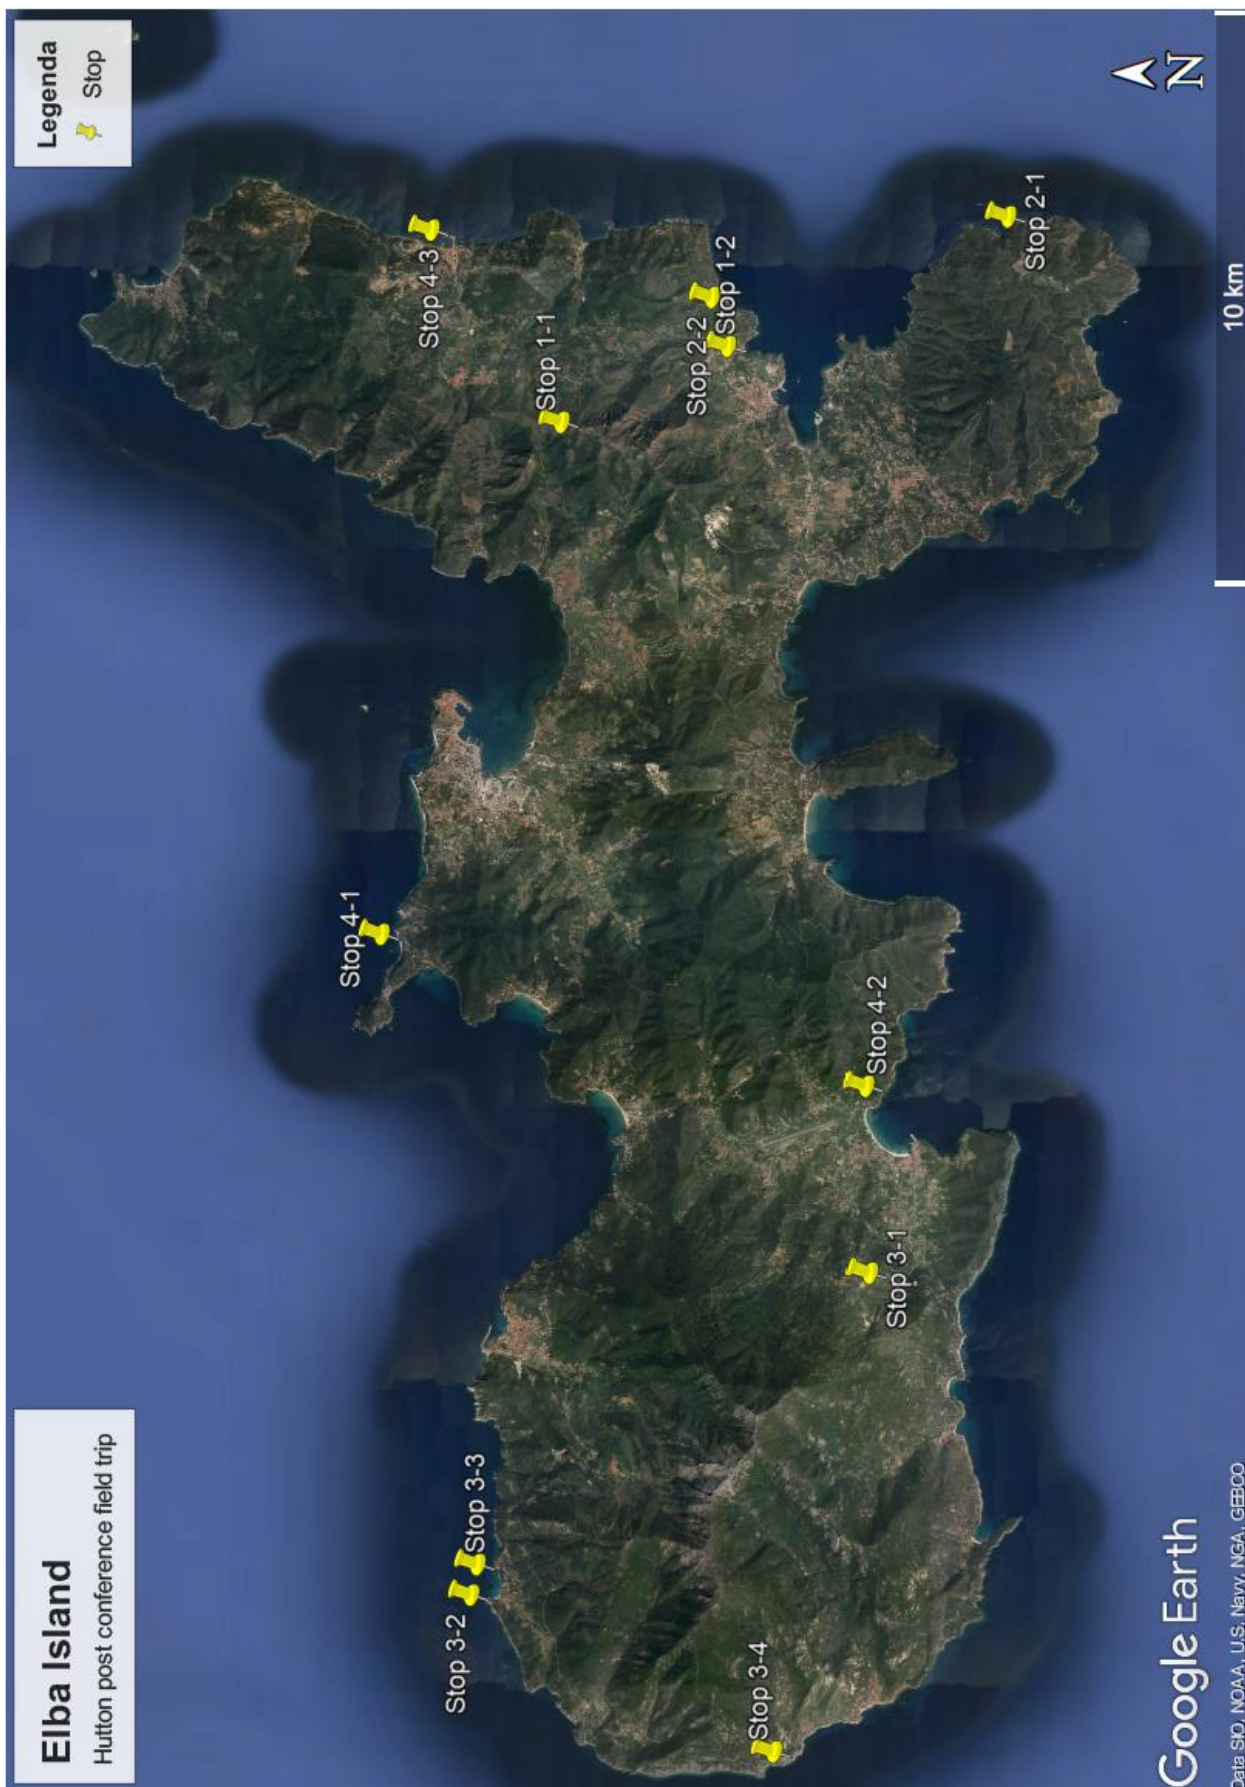 Elba Island
Hutton post conference field trip
Legenda
Stop
Stop 4-1
Stop 4-3
Stop 3-2
Stop 3-3
Stop 1-1
Stop 2-2
Stop 1-2
Stop 3-4
Stop 4-2
Stop 3-1
Stop 2-1
N
Google Earth
Data SIO, NOAA, U.S. Navy, NGA, GEBCO
10 km